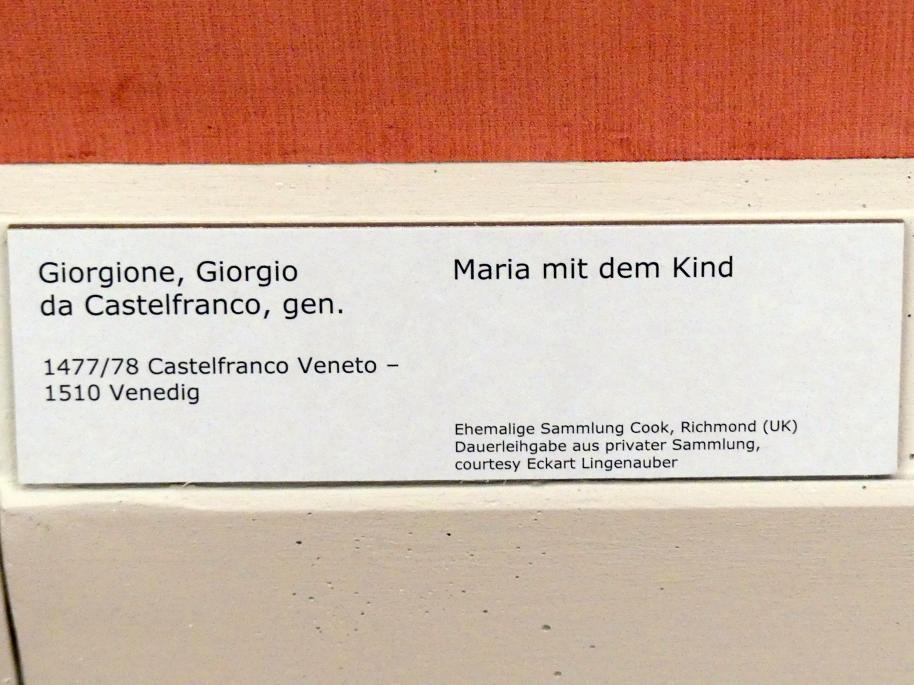 Giorgione, Giorgio
da Castelfranco, gen.
1477/78 Castelfranco Veneto –
1510 Venedig
Maria mit dem Kind
Ehemalige Sammlung Cook, Richmond (UK)
Dauerleihgabe aus privater Sammlung,
courtesy Eckart Lingenauber